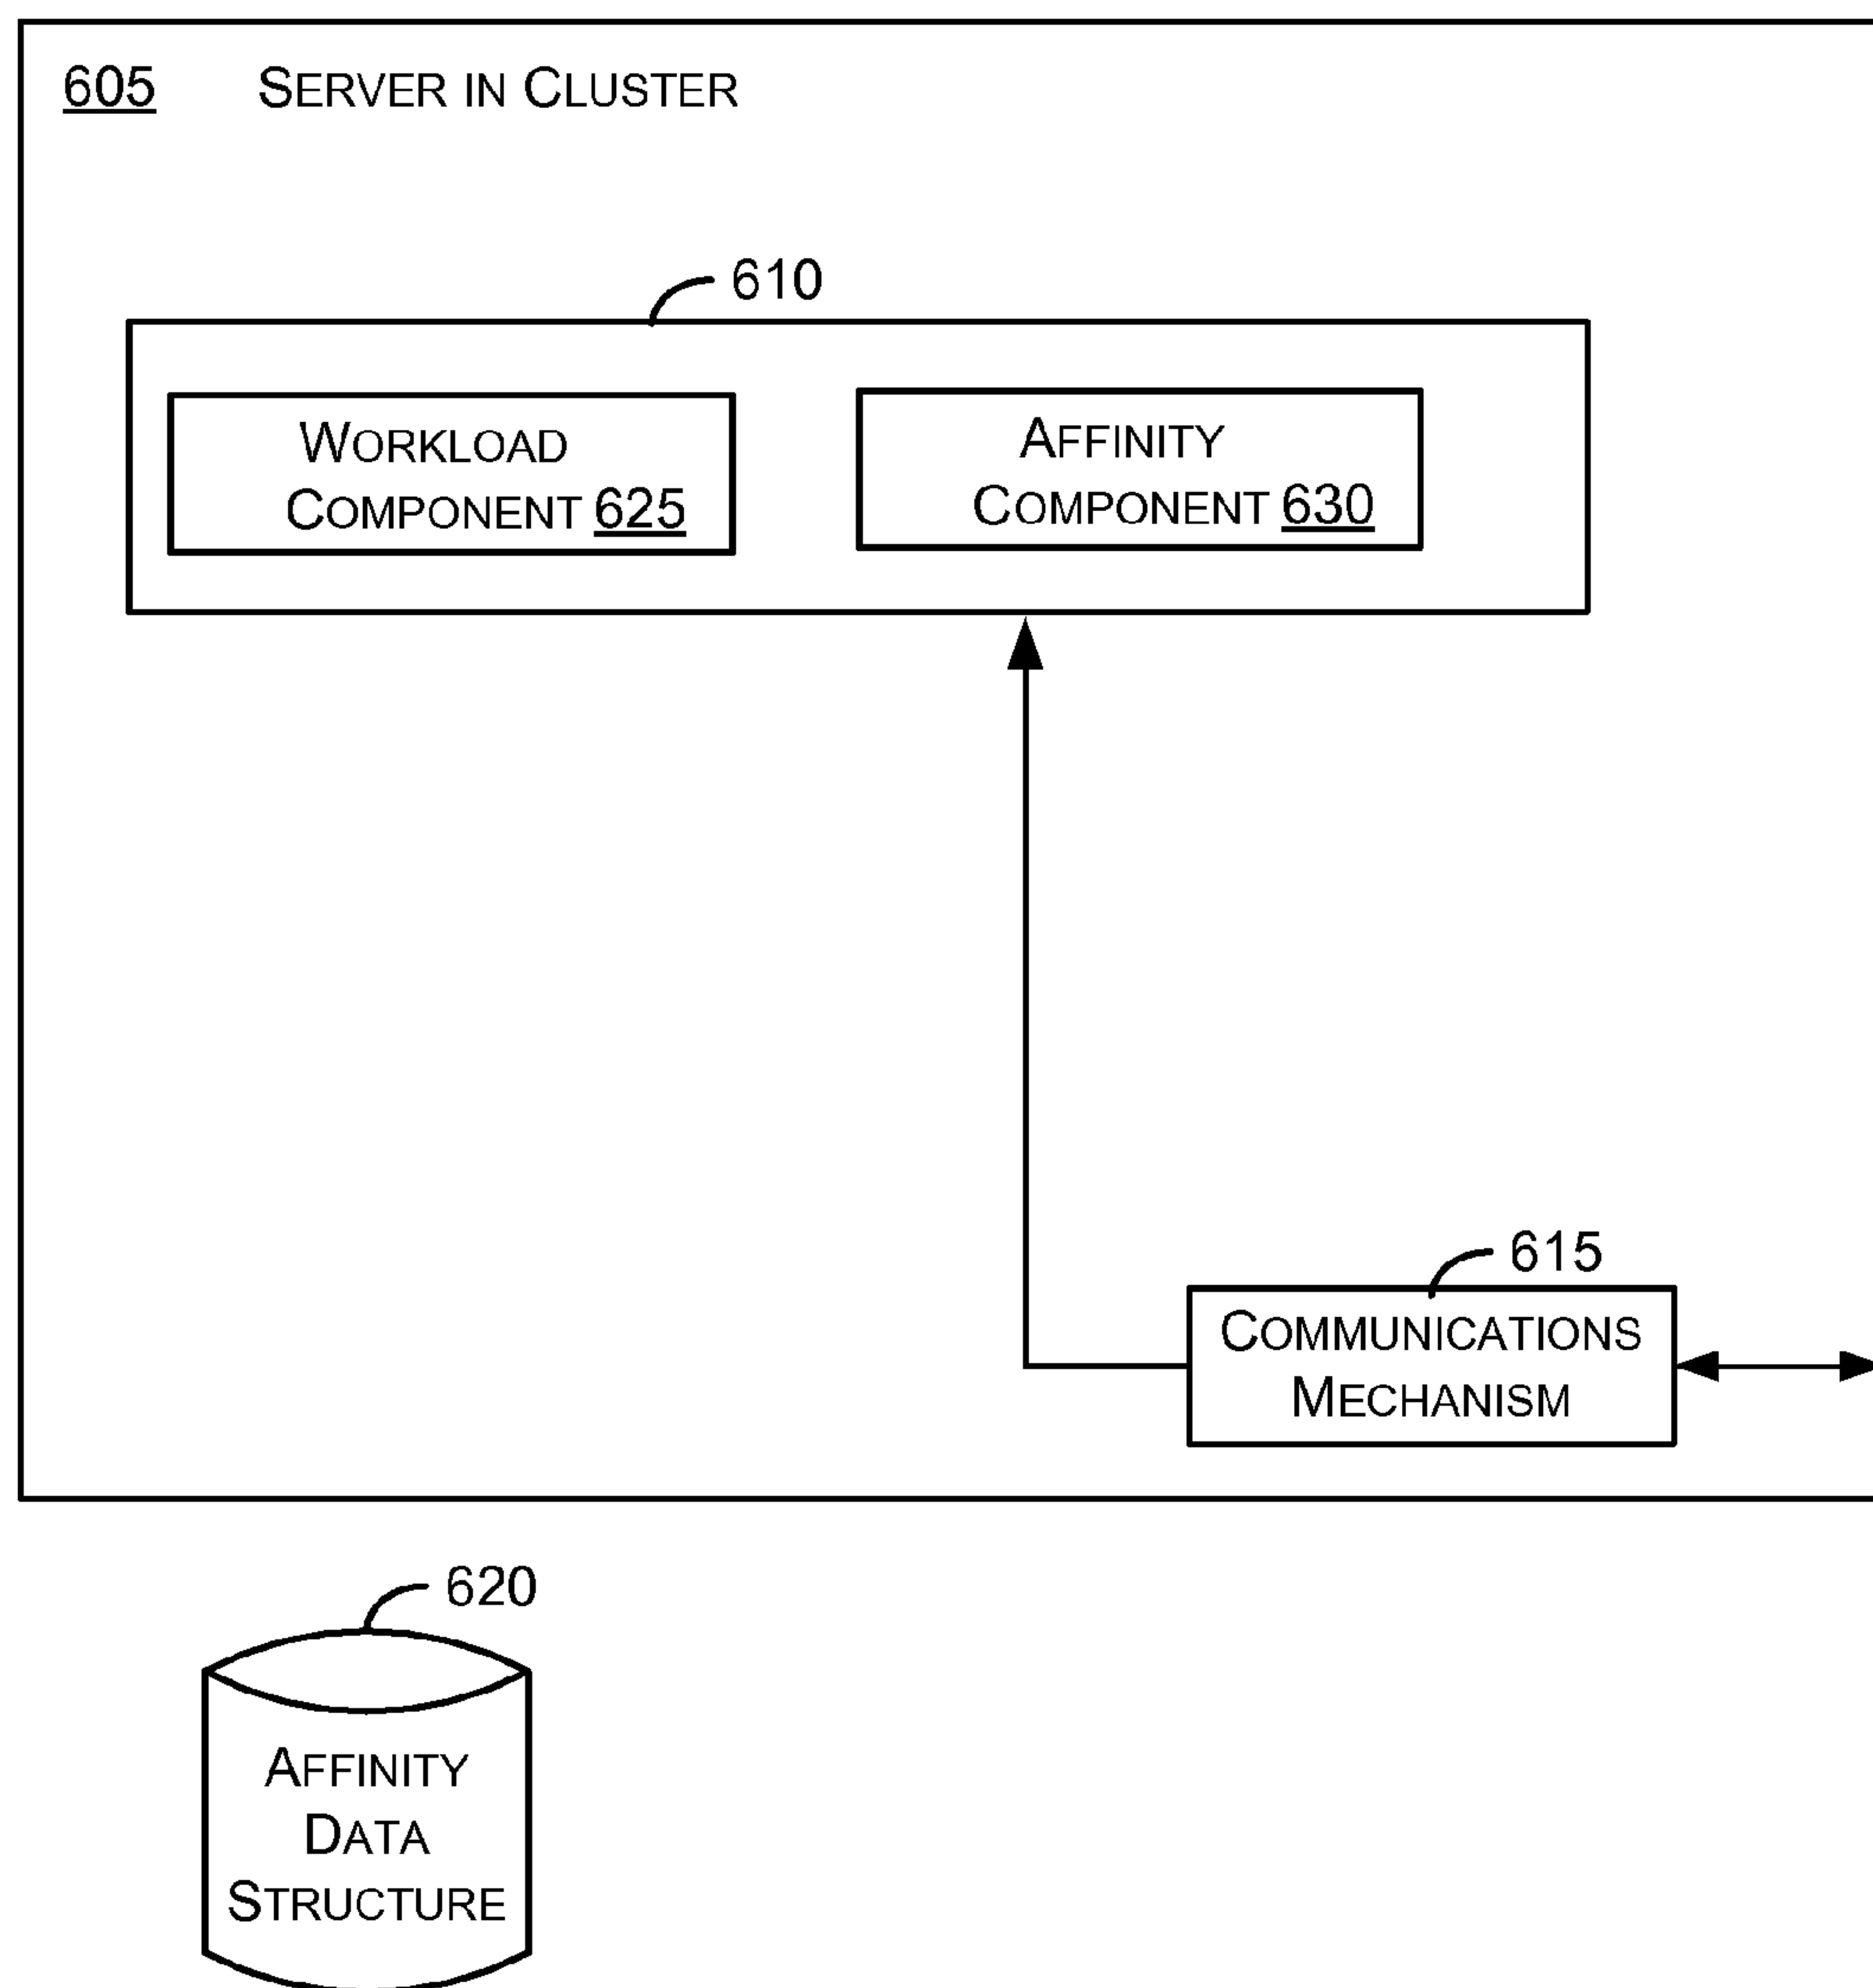 605 SERVER IN CLUSTER
610
WORKLOAD
COMPONENT 625
AFFINITY
COMPONENT 630
615
COMMUNICATIONS
MECHANISM
620
AFFINITY
DATA
STRUCTURE